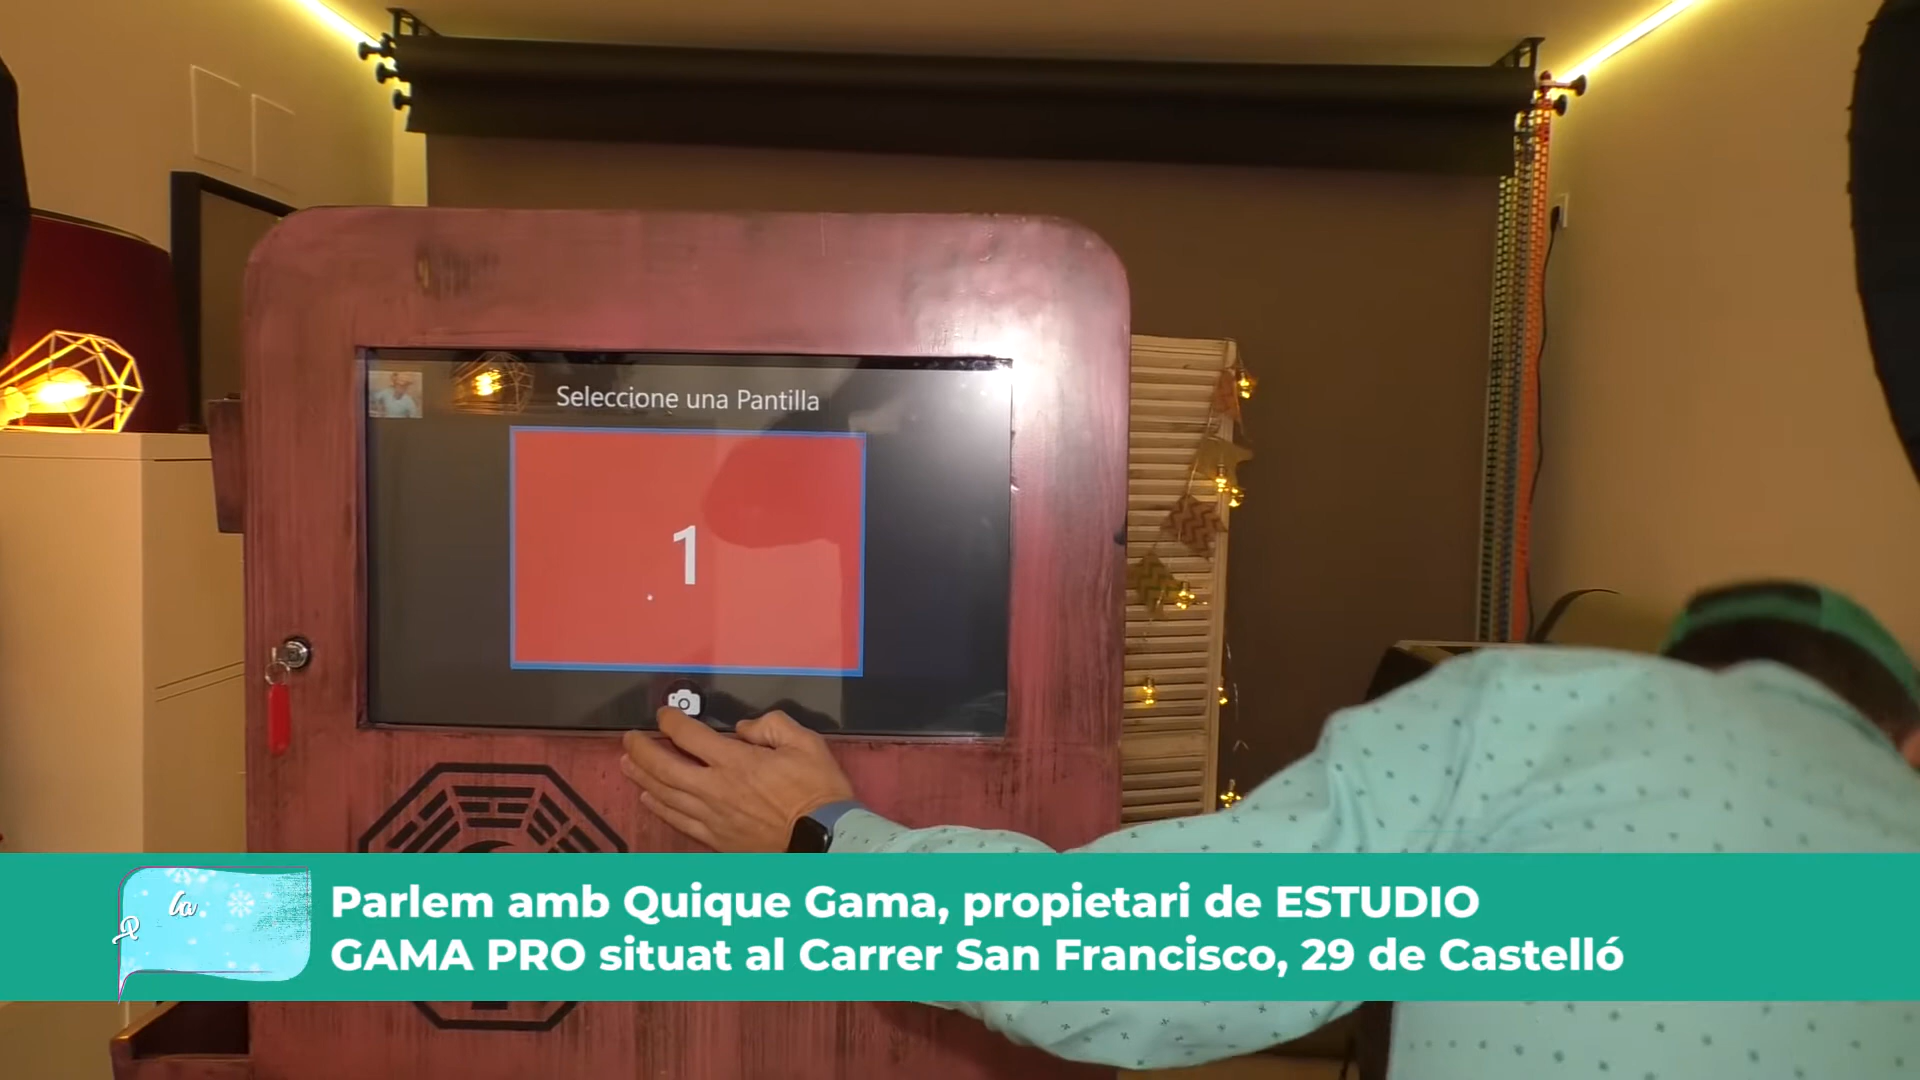 Seleccione una Pantilla
1
la
Parlem amb Quique Gama, propietari de ESTUDIO
GAMA PRO situat al Carrer San Francisco, 29 de Castelló